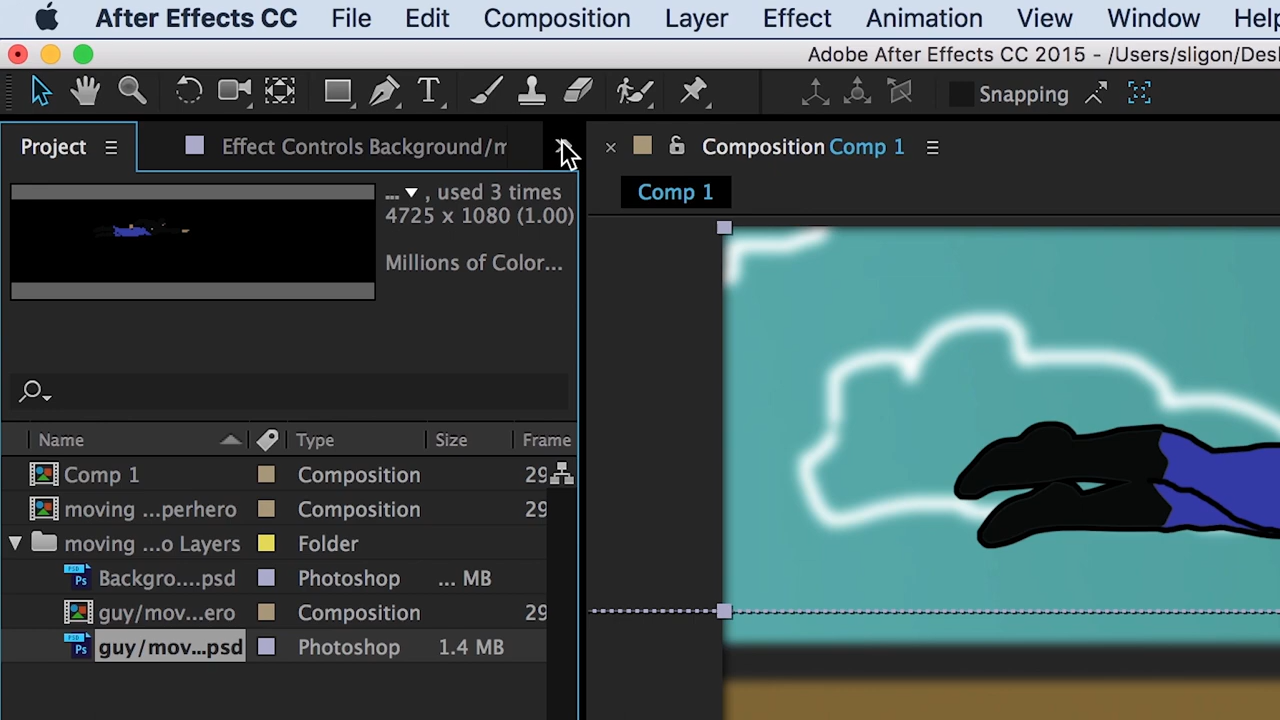 After Effects CC File Edit Composition Layer Effect Animation View Window Help
Adobe After Effects CC 2015 - /Users/sligon/Desl
T Snapping
Project Effect Controls Background/m
Composition Comp 1
Comp 1
... , used 3 times
4725 x 1080 (1.00)
Millions of Color...
Name Type Size Frame
Comp 1 Composition 29
moving ...perhero Composition 29
moving ...o Layers Folder
Backgro....psd Photoshop ... MB
guy/mov...ero Composition 29
guy/mov...psd Photoshop 1.4 MB